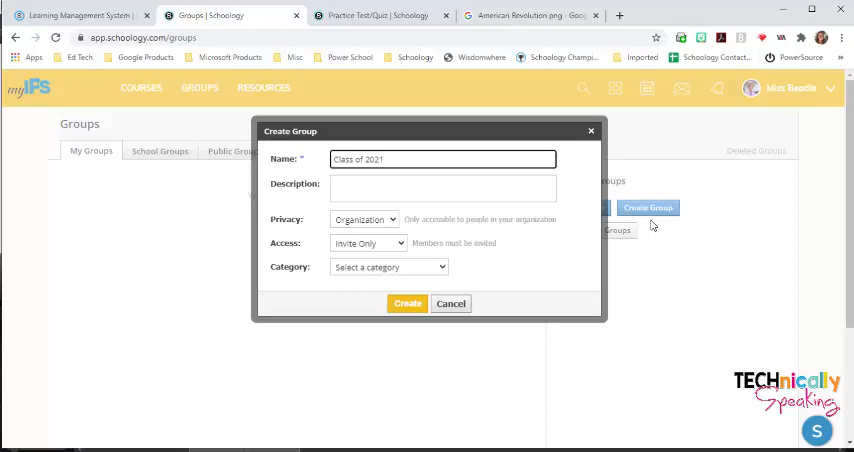 Learning Management System |
Groups | Schoology
Practice Test/Quiz | Schoology
American Revolution png - Goo
app.schoology.com/groups
Apps
Ed Tech
Google Products
Microsoft Products
Misc
Power School
Schoology
Wisdomwhere
Schoology Champi...
Imported
Schoology Contact...
PowerSource
myIPS
COURSES
GROUPS
RESOURCES
Miss Beadle
Groups
My Groups
School Groups
Public Group
Deleted Groups
Create Group
Name: *
Class of 2021
Description:
Privacy:
Organization
Only accessible to people in your organization
Access:
Invite Only
Members must be invited
Category:
Select a category
Create
Cancel
roups
Create Group
Groups
TECHnically
Speaking
S